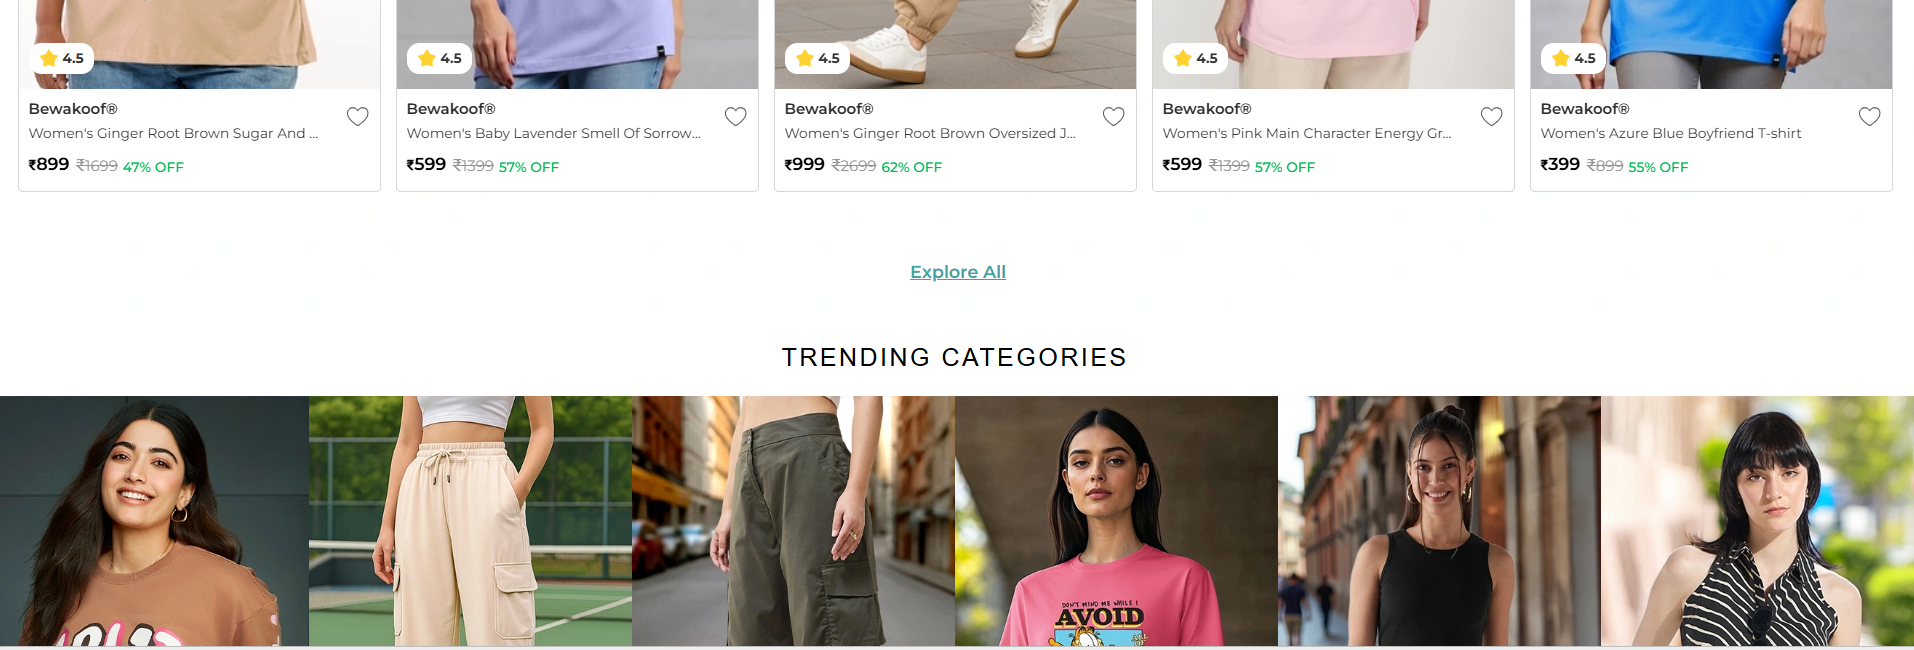 4.5
4.5
4.5
4.5
4.5
Bewakoof®
Women's Ginger Root Brown Sugar And ...
₹899 ₹1699 47% OFF
Bewakoof®
Women's Baby Lavender Smell Of Sorrow...
₹599 ₹1399 57% OFF
Bewakoof®
Women's Ginger Root Brown Oversized J...
₹999 ₹2699 62% OFF
Bewakoof®
Women's Pink Main Character Energy Gr...
₹599 ₹1399 57% OFF
Bewakoof®
Women's Azure Blue Boyfriend T-shirt
₹399 ₹899 55% OFF
Explore All
TRENDING CATEGORIES
DON'T MIND ME WHILE I
AVOID
ALL